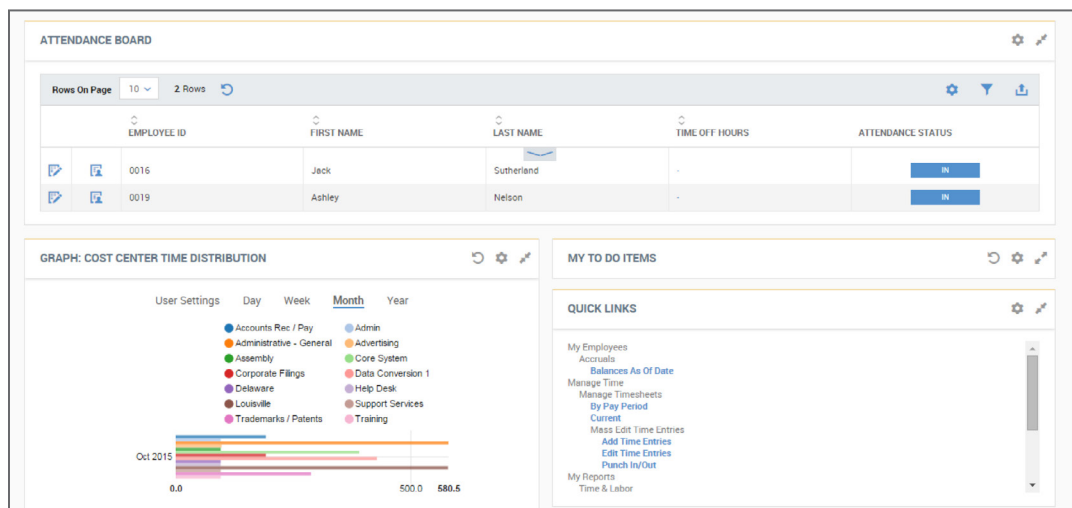 ATTENDANCE BOARD
Rows On Page 10 2 Rows
EMPLOYEE ID FIRST NAME LAST NAME TIME OFF HOURS ATTENDANCE STATUS
0016 Jack Sutherland - IN
0019 Ashley Nelson - IN
GRAPH: COST CENTER TIME DISTRIBUTION
User Settings Day Week Month Year
Accounts Rec / Pay Admin
Administrative - General Advertising
Assembly Core System
Corporate Filings Data Conversion 1
Delaware Help Desk
Louisville Support Services
Trademarks / Patents Training
Oct 2015
0.0 500.0 580.5
MY TO DO ITEMS
QUICK LINKS
My Employees
Accruals
Balances As Of Date
Manage Time
Manage Timesheets
By Pay Period
Current
Mass Edit Time Entries
Add Time Entries
Edit Time Entries
Punch In/Out
My Reports
Time & Labor